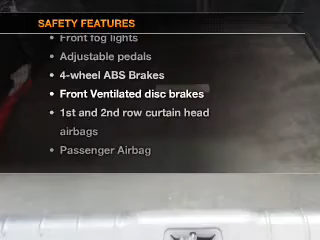 SAFETY FEATURES
Front fog lights
Adjustable pedals
4-wheel ABS Brakes
Front Ventilated disc brakes
1st and 2nd row curtain head
airbags
Passenger Airbag